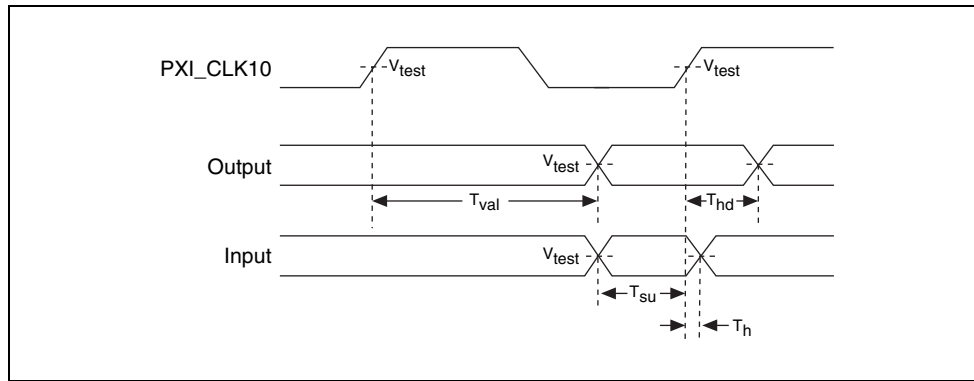 PXI_CLK10
Vtest
Vtest
Output
Vtest
Tval
Thd
Input
Vtest
Tsu
Th